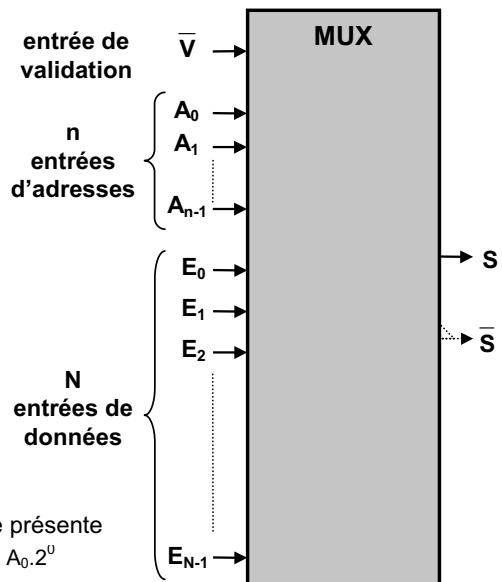 MUX
entrée de
validation
V̅
n
entrées
d'adresses
A₀
A₁
Aₙ₋₁
S
S̅
N
entrées de
données
E₀
E₁
E₂
E_N-1
présente
A₀.2⁰